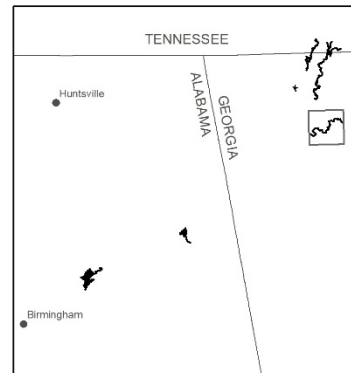 TENNESSEE
Huntsville
ALABAMA
GEORGIA
Birmingham